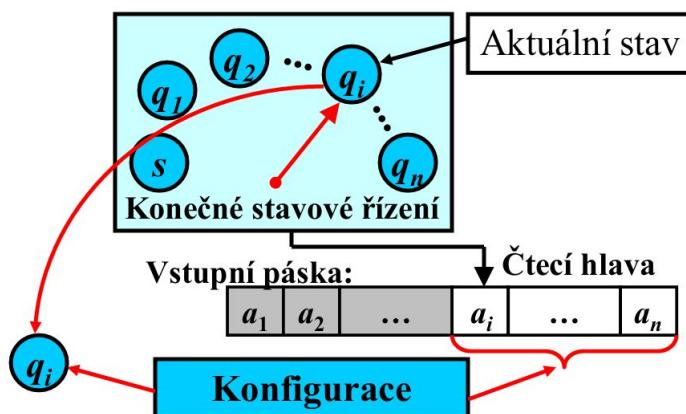 Aktuální stav
q1 q2 ... qi ... qn
s
Konečné stavové řízení
Vstupní páska:
Čtecí hlava
a1 a2 ... ai ... an
qi
Konfigurace